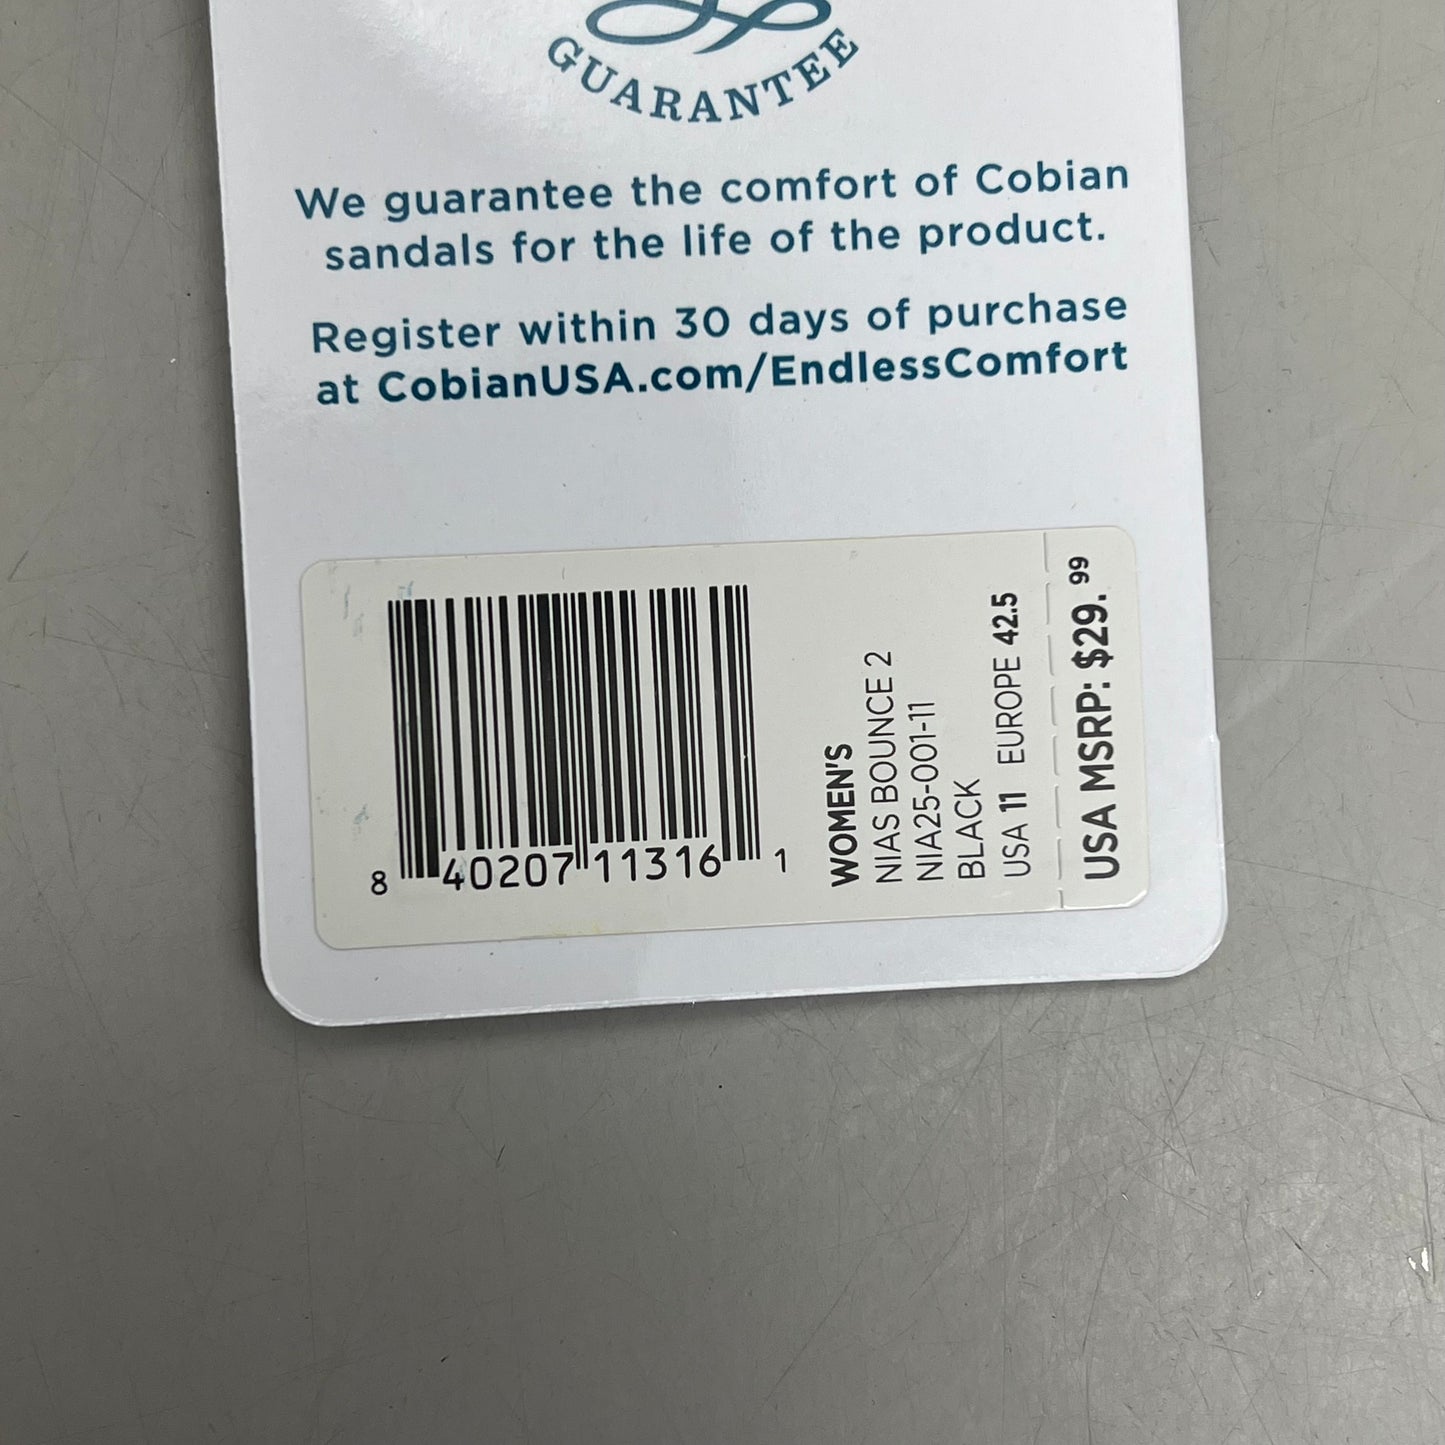 GUARANTEE
We guarantee the comfort of Cobian
sandals for the life of the product.
Register within 30 days of purchase
at CobianUSA.com/EndlessComfort
8 40207 11316 1
WOMEN'S
NIAS BOUNCE 2
NIA25-001-11
BLACK
USA 11 EUROPE 42.5
USA MSRP: $29.99